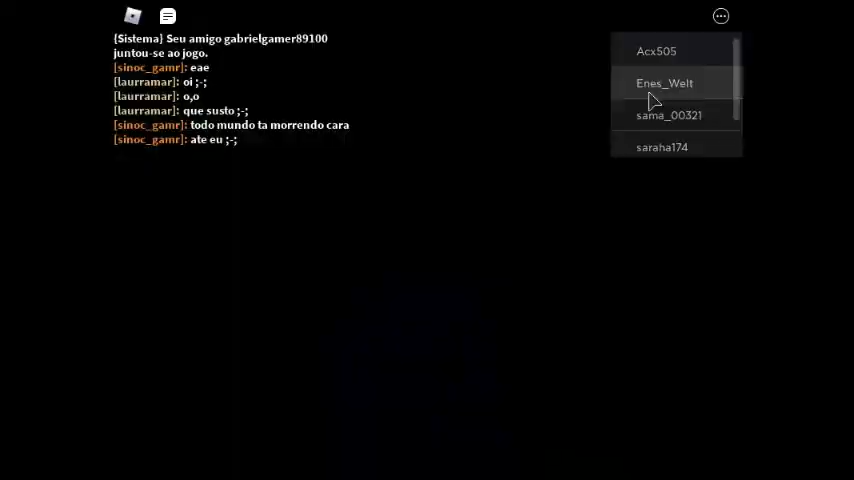 {Sistema} Seu amigo gabrielgamer89100
juntou-se ao jogo.
[sinoc_gamr]: eae
[laurramar]: oi ;-;
[laurramar]: o,o
[laurramar]: que susto ;-;
[sinoc_gamr]: todo mundo ta morrendo cara
[sinoc_gamr]: ate eu ;-;
Acx505
Enes_Welt
sama_00321
saraha174